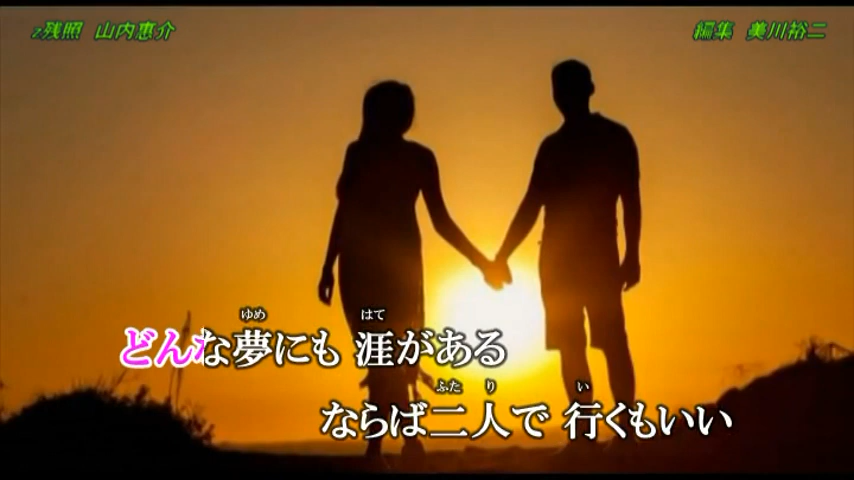 z残照 山内惠介
編集 美川裕二
ゆめ はて
どんな夢にも 涯がある
ふたり い
ならば二人で 行くもいい